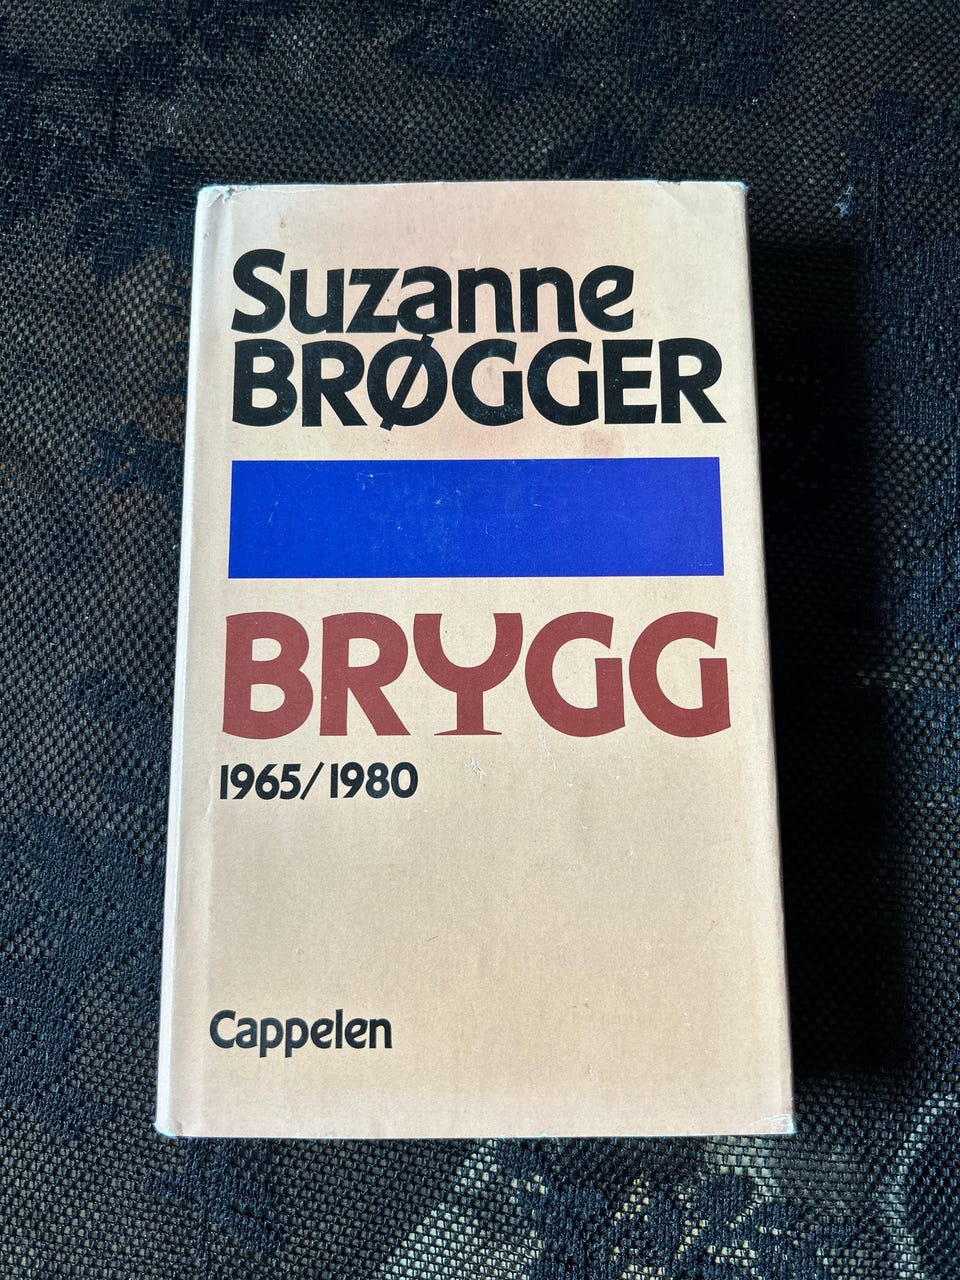 Suzanne
BRØGGER
BRYGG
1965/1980
Cappelen